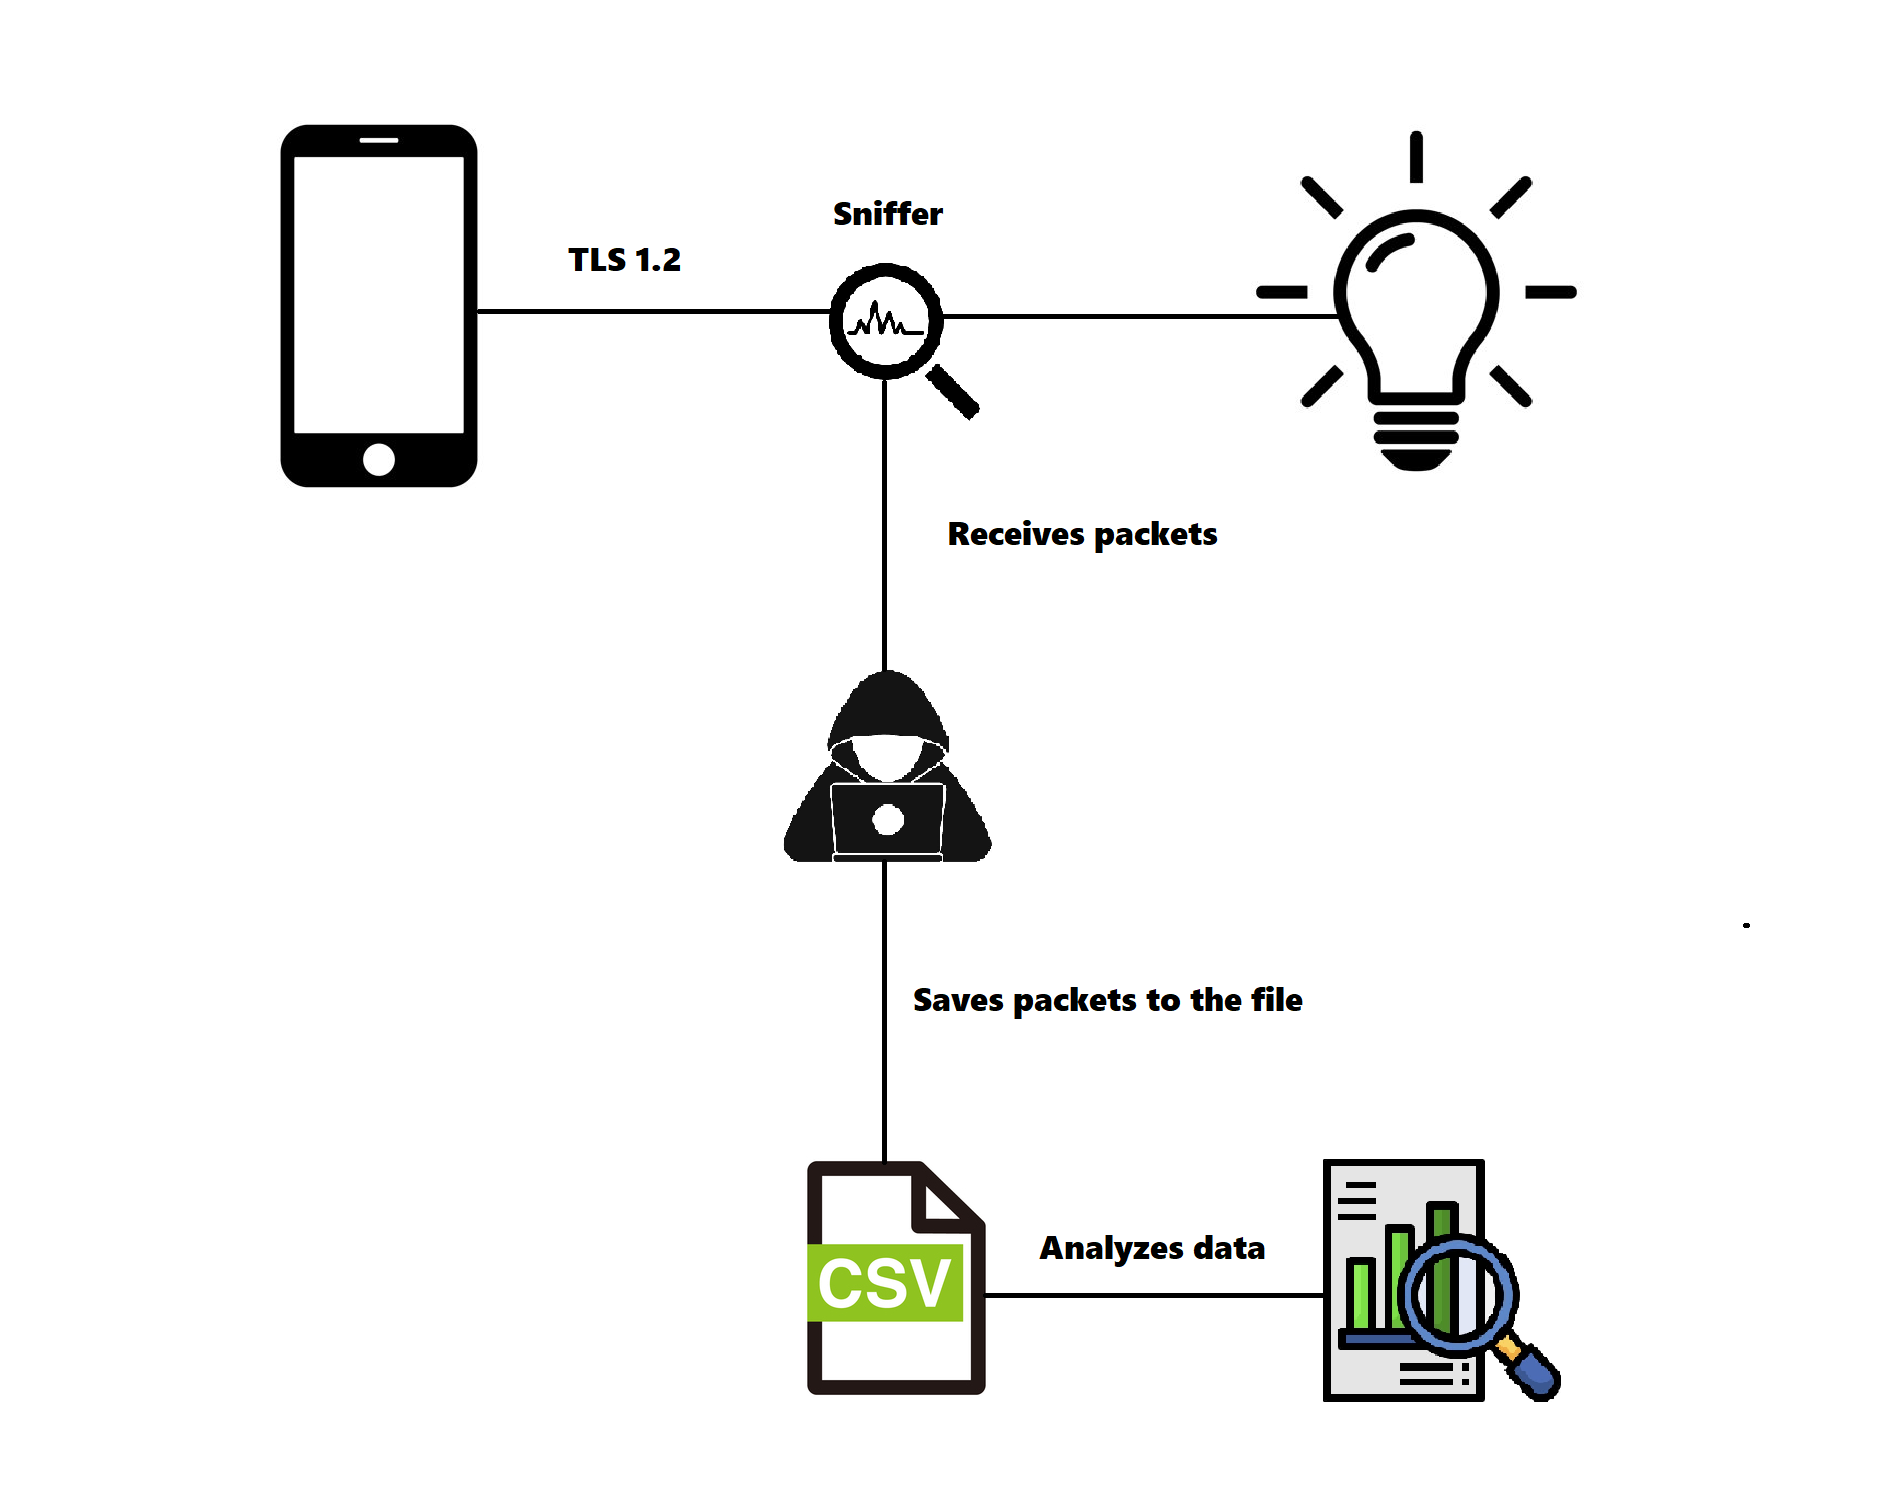 Sniffer
TLS 1.2
Receives packets
Saves packets to the file
CSV
Analyzes data